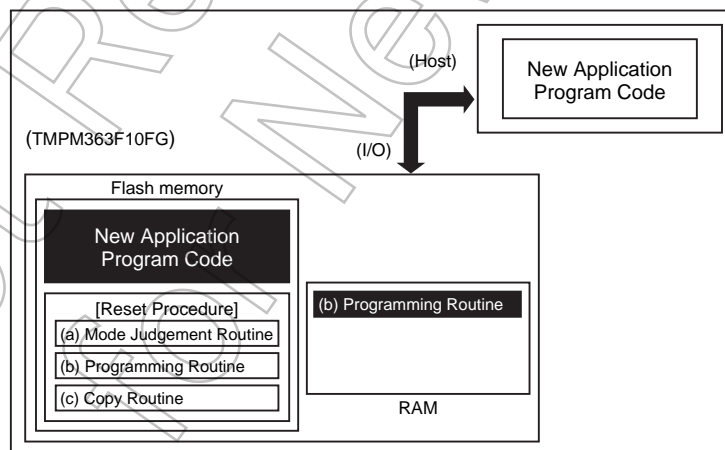 (Host)
New Application
Program Code
(TMPM363F10FG)
(I/O)
Flash memory
New Application
Program Code
[Reset Procedure]
(a) Mode Judgement Routine
(b) Programming Routine
(c) Copy Routine
(b) Programming Routine
RAM